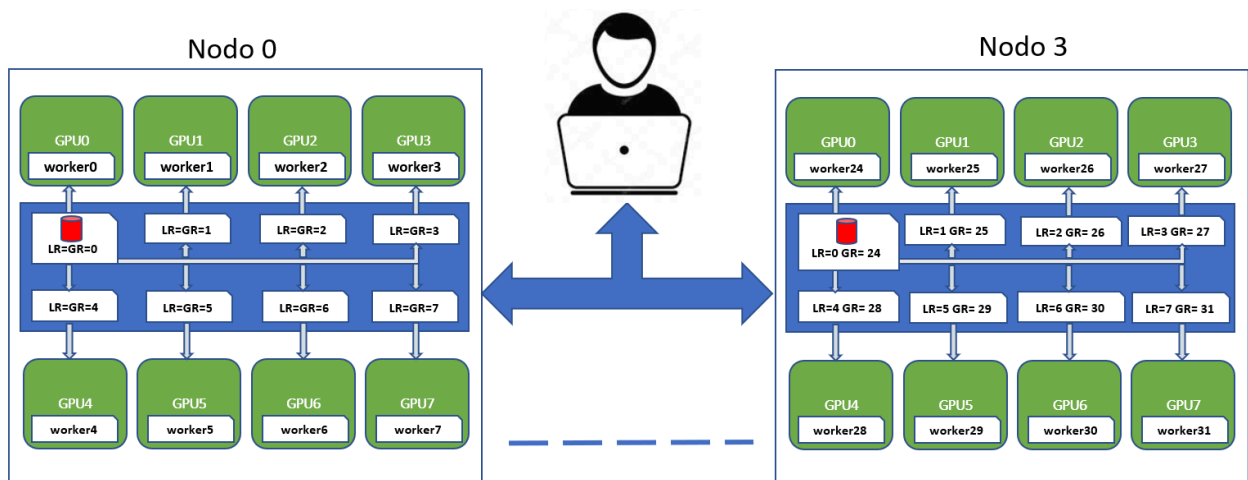 Nodo 0
GPU0
worker0
GPU1
worker1
GPU2
worker2
GPU3
worker3
LR=GR=0
LR=GR=1
LR=GR=2
LR=GR=3
LR=GR=4
LR=GR=5
LR=GR=6
LR=GR=7
GPU4
worker4
GPU5
worker5
GPU6
worker6
GPU7
worker7
Nodo 3
GPU0
worker24
GPU1
worker25
GPU2
worker26
GPU3
worker27
LR=0 GR= 24
LR=1 GR= 25
LR=2 GR= 26
LR=3 GR= 27
LR=4 GR= 28
LR=5 GR= 29
LR=6 GR= 30
LR=7 GR= 31
GPU4
worker28
GPU5
worker29
GPU6
worker30
GPU7
worker31